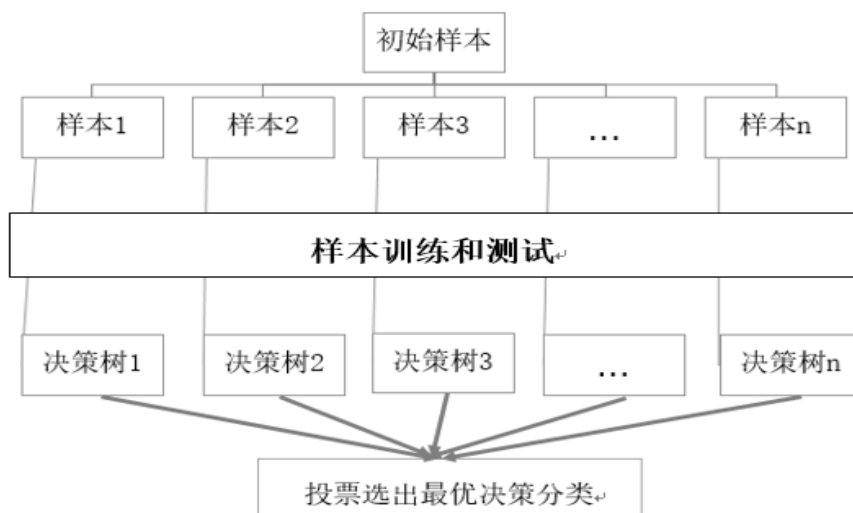 初始样本
样本1 样本2 样本3 ... 样本n
样本训练和测试
决策树1 决策树2 决策树3 ... 决策树n
投票选出最优决策分类